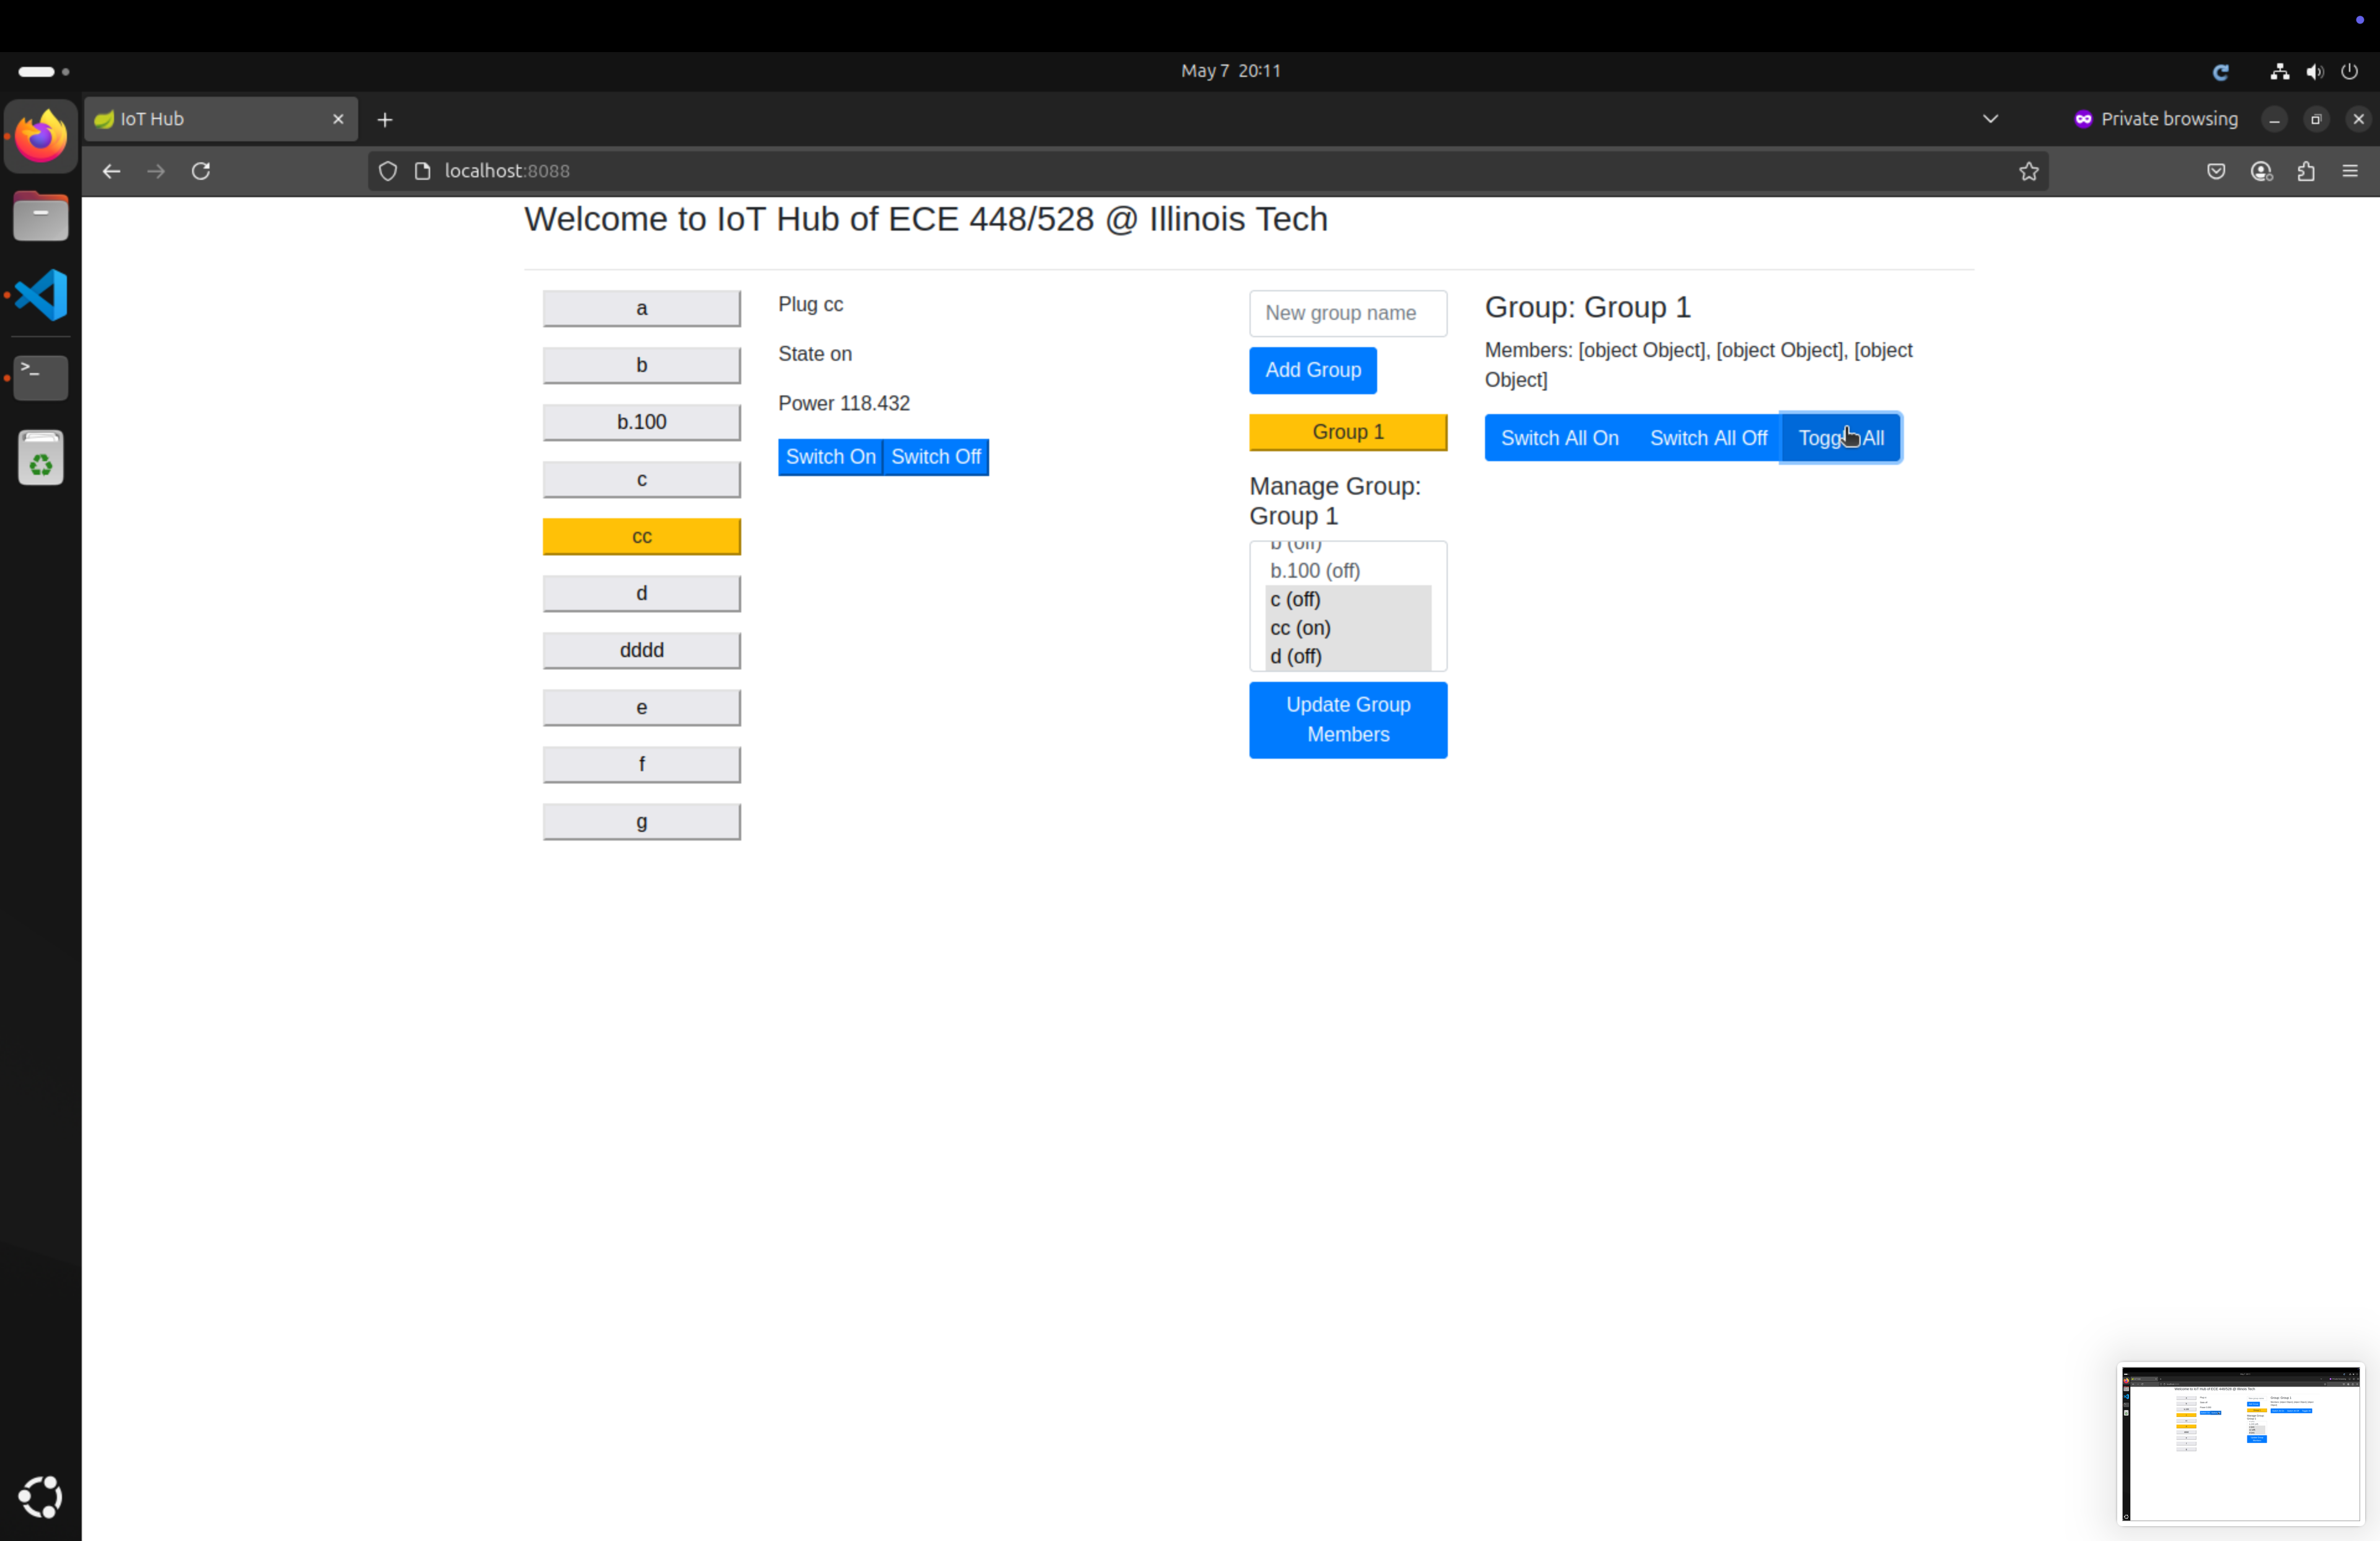 May 7 20:11
IoT Hub
Private browsing
localhost:8088
Welcome to IoT Hub of ECE 448/528 @ Illinois Tech
a
b
b.100
c
cc
d
dddd
e
f
g
Plug cc
State on
Power 118.432
Switch On Switch Off
New group name
Add Group
Group 1
Manage Group:
Group 1
b (off)
b.100 (off)
c (off)
cc (on)
d (off)
Update Group
Members
Group: Group 1
Members: [object Object], [object Object], [object
Object]
Switch All On Switch All Off Toggle All